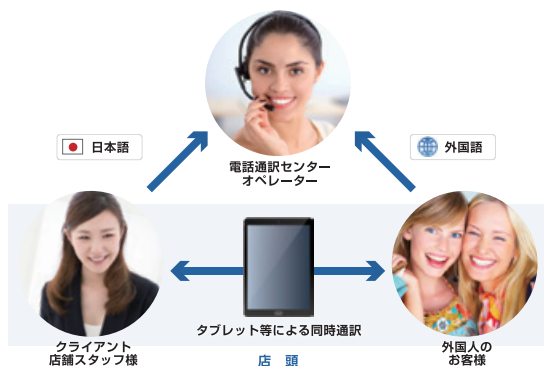 電話通訳センター
オペレーター
日本語
外国語
タブレット等による同時通訳
クライアント
店舗スタッフ様
外国人の
お客様
店 頭